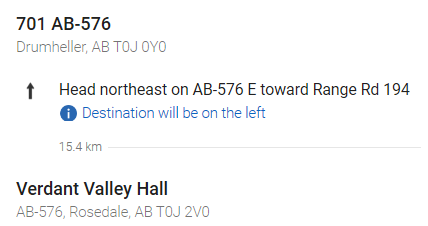 701 AB-576
Drumheller, AB T0J 0Y0
Head northeast on AB-576 E toward Range Rd 194
Destination will be on the left
15.4 km
Verdant Valley Hall
AB-576, Rosedale, AB T0J 2V0